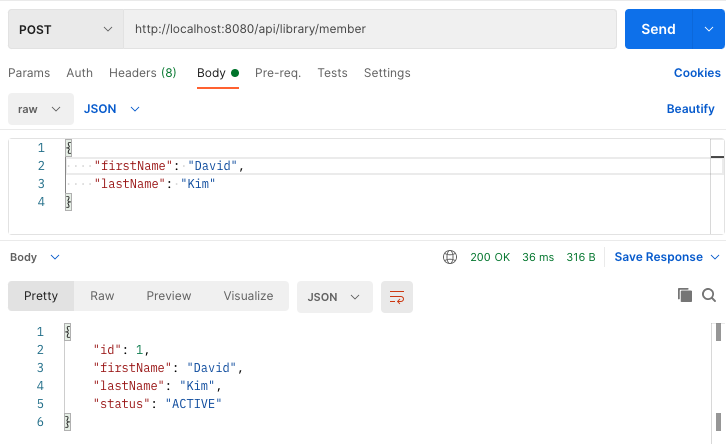 POST http://localhost:8080/api/library/member Send
Params Auth Headers (8) Body Pre-req. Tests Settings Cookies
raw JSON Beautify
1 {
2 "firstName": "David",
3 "lastName": "Kim"
4 }
Body 200 OK 36 ms 316 B Save Response
Pretty Raw Preview Visualize JSON
1 {
2 "id": 1,
3 "firstName": "David",
4 "lastName": "Kim",
5 "status": "ACTIVE"
6 }